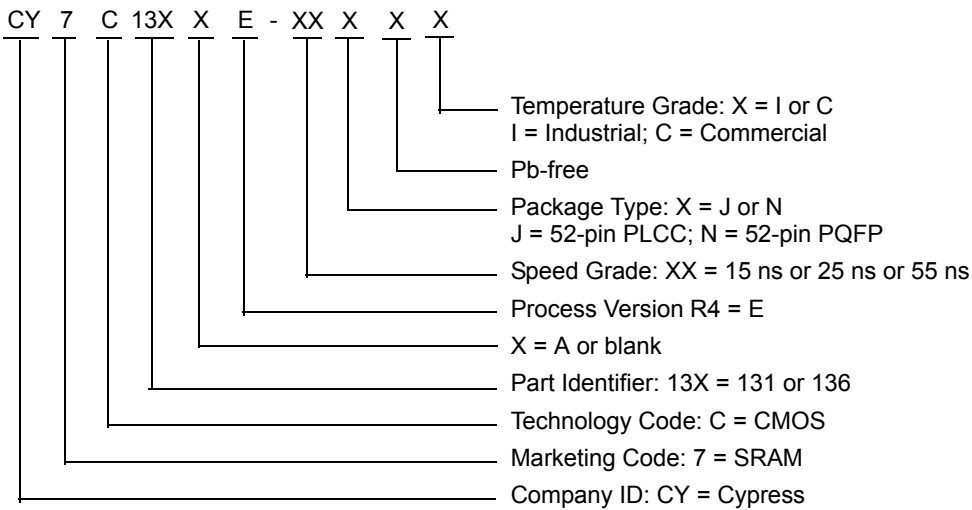 CY 7 C 13X X E - XX X X X
Temperature Grade: X = I or C
I = Industrial; C = Commercial
Pb-free
Package Type: X = J or N
J = 52-pin PLCC; N = 52-pin PQFP
Speed Grade: XX = 15 ns or 25 ns or 55 ns
Process Version R4 = E
X = A or blank
Part Identifier: 13X = 131 or 136
Technology Code: C = CMOS
Marketing Code: 7 = SRAM
Company ID: CY = Cypress